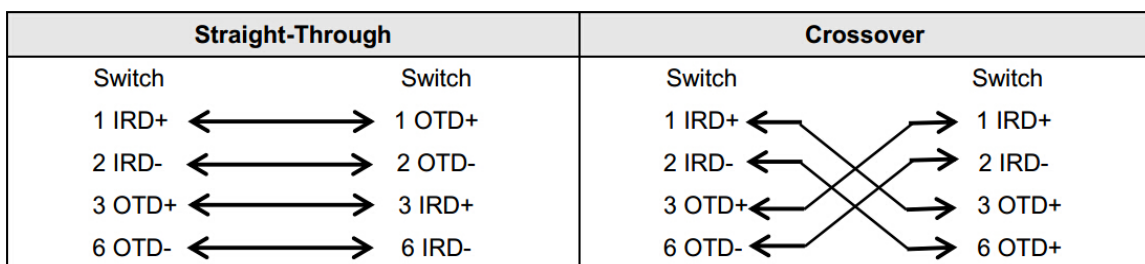 Straight-Through Crossover
Switch Switch Switch Switch
1 IRD+ 1 OTD+ 1 IRD+ 1 IRD+
2 IRD- 2 OTD- 2 IRD- 2 IRD-
3 OTD+ 3 IRD+ 3 OTD+ 3 OTD+
6 OTD- 6 IRD- 6 OTD- 6 OTD+